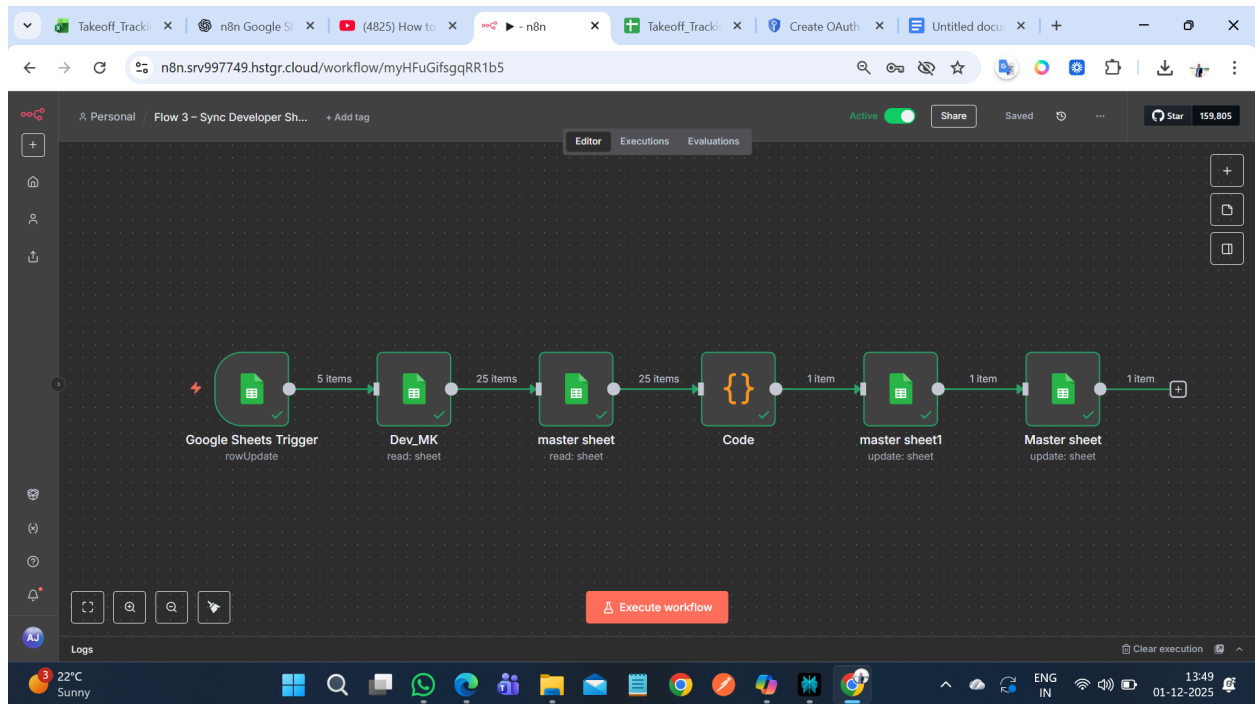 Takeoff_Trackin
n8n Google Sh
(4825) How to
▶ - n8n
Takeoff_Trackin
Create OAuth
Untitled docu
n8n.srv997749.hstgr.cloud/workflow/myHFuGifsgqRR1b5
Personal / Flow 3 – Sync Developer Sh... + Add tag
Active
Share
Saved
...
Star 159,805
Editor Executions Evaluations
5 items
25 items
25 items
1 item
1 item
1 item
Google Sheets Trigger
rowUpdate
Dev_MK
read: sheet
master sheet
read: sheet
Code
master sheet1
update: sheet
Master sheet
update: sheet
Execute workflow
AJ
Logs
Clear execution
3
22°C
Sunny
ENG
IN
13:49
01-12-2025